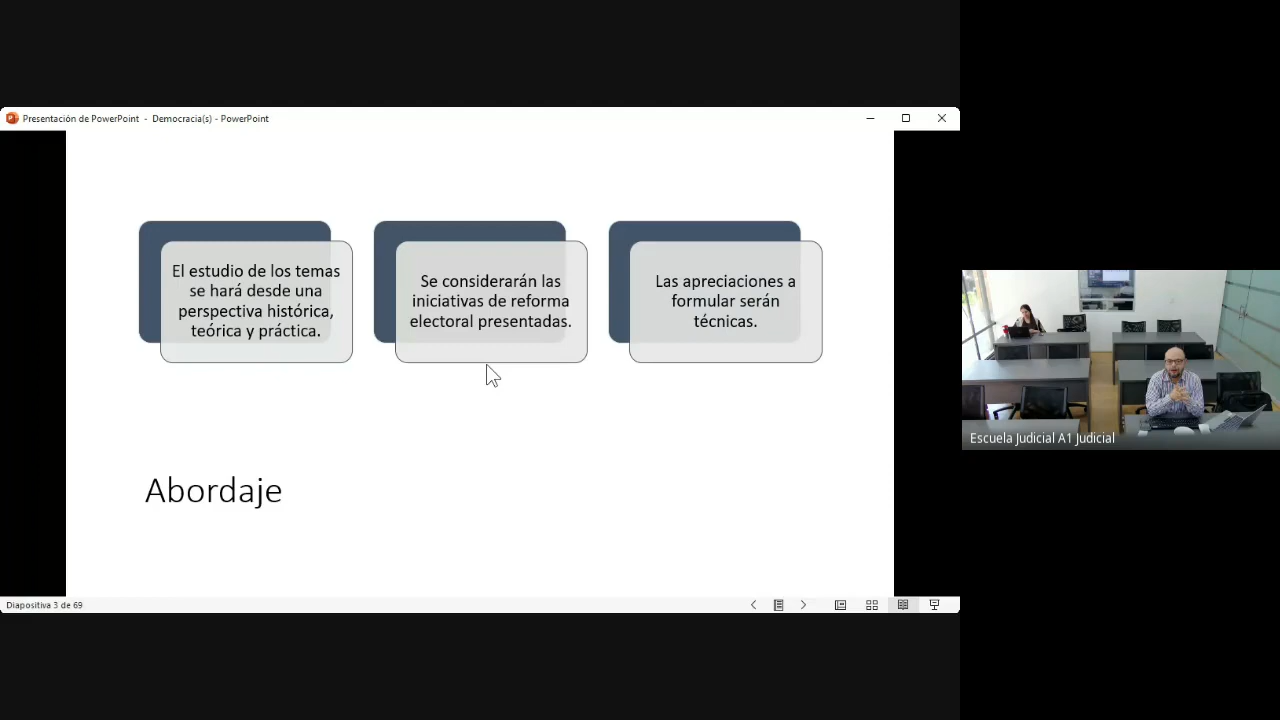 Presentación de PowerPoint - Democracia(s) - PowerPoint
El estudio de los temas
se hará desde una
perspectiva histórica,
teórica y práctica.
Se considerarán las
iniciativas de reforma
electoral presentadas.
Las apreciaciones a
formular serán
técnicas.
Abordaje
Diapositiva 3 de 69
Escuela Judicial A1 Judicial